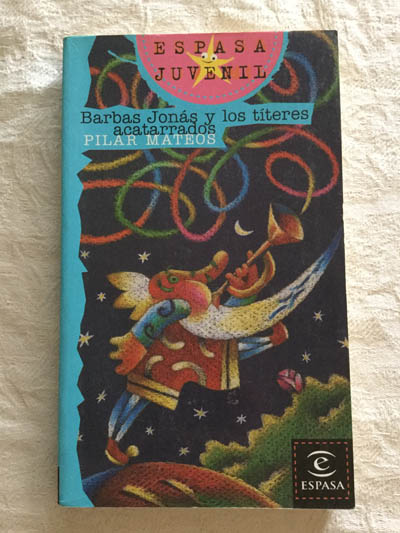 ESPASA
JUVENIL
Barbas Jonás y los títeres
acatarrados
PILAR MATEOS
e
ESPASA